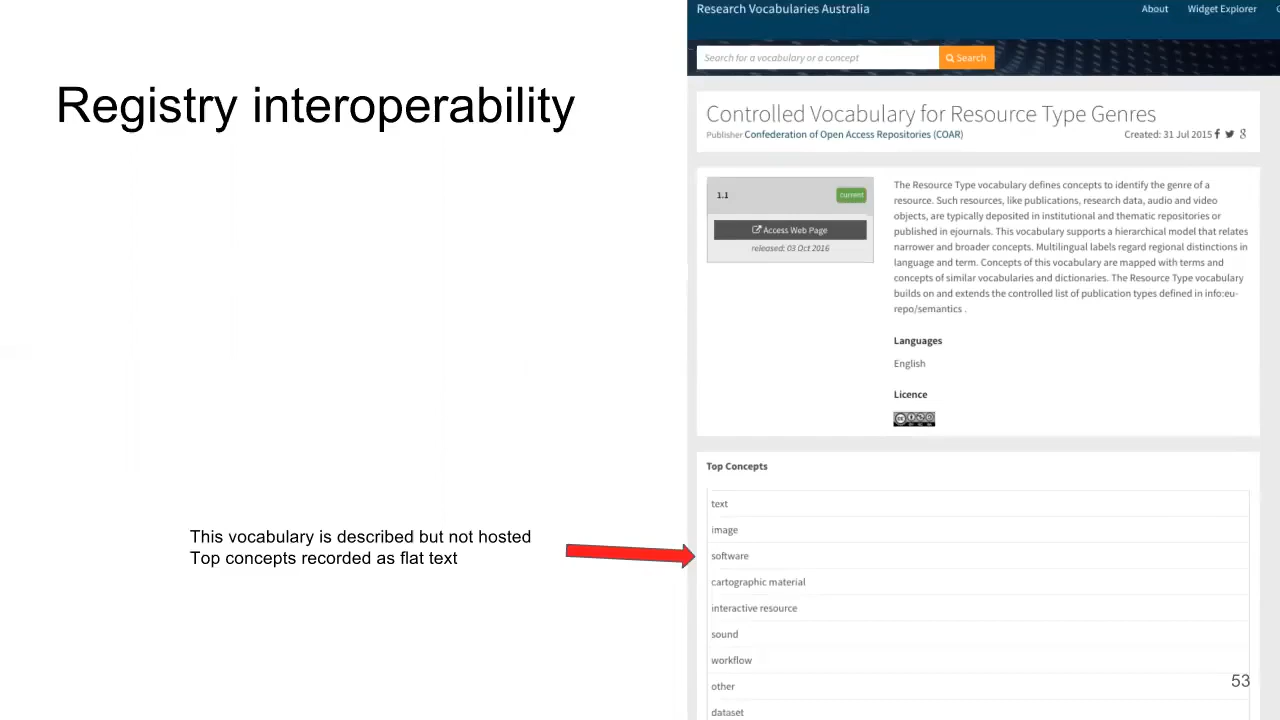 Registry interoperability
This vocabulary is described but not hosted
Top concepts recorded as flat text
Research Vocabularies Australia
About
Widget Explorer
Search for a vocabulary or a concept
Search
Controlled Vocabulary for Resource Type Genres
Publisher Confederation of Open Access Repositories (COAR)
Created: 31 Jul 2015
1.1
current
Access Web Page
released: 03 Oct 2016
The Resource Type vocabulary defines concepts to identify the genre of a
resource. Such resources, like publications, research data, audio and video
objects, are typically deposited in institutional and thematic repositories or
published in ejournals. This vocabulary supports a hierarchical model that relates
narrower and broader concepts. Multilingual labels regard regional distinctions in
language and term. Concepts of this vocabulary are mapped with terms and
concepts of similar vocabularies and dictionaries. The Resource Type vocabulary
builds on and extends the controlled list of publication types defined in info:eu-
repo/semantics .
Languages
English
Licence
Top Concepts
text
image
software
cartographic material
interactive resource
sound
workflow
other
dataset
53